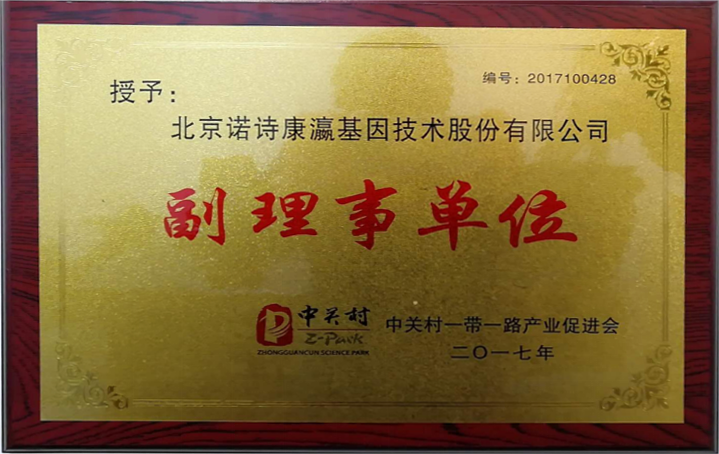 编号：2017100428
授予：
北京诺诗康瀛基因技术股份有限公司
副理事单位
中关村
Z-Park
ZHONGGUANCUN SCIENCE PARK
中关村一带一路产业促进会
二〇一七年